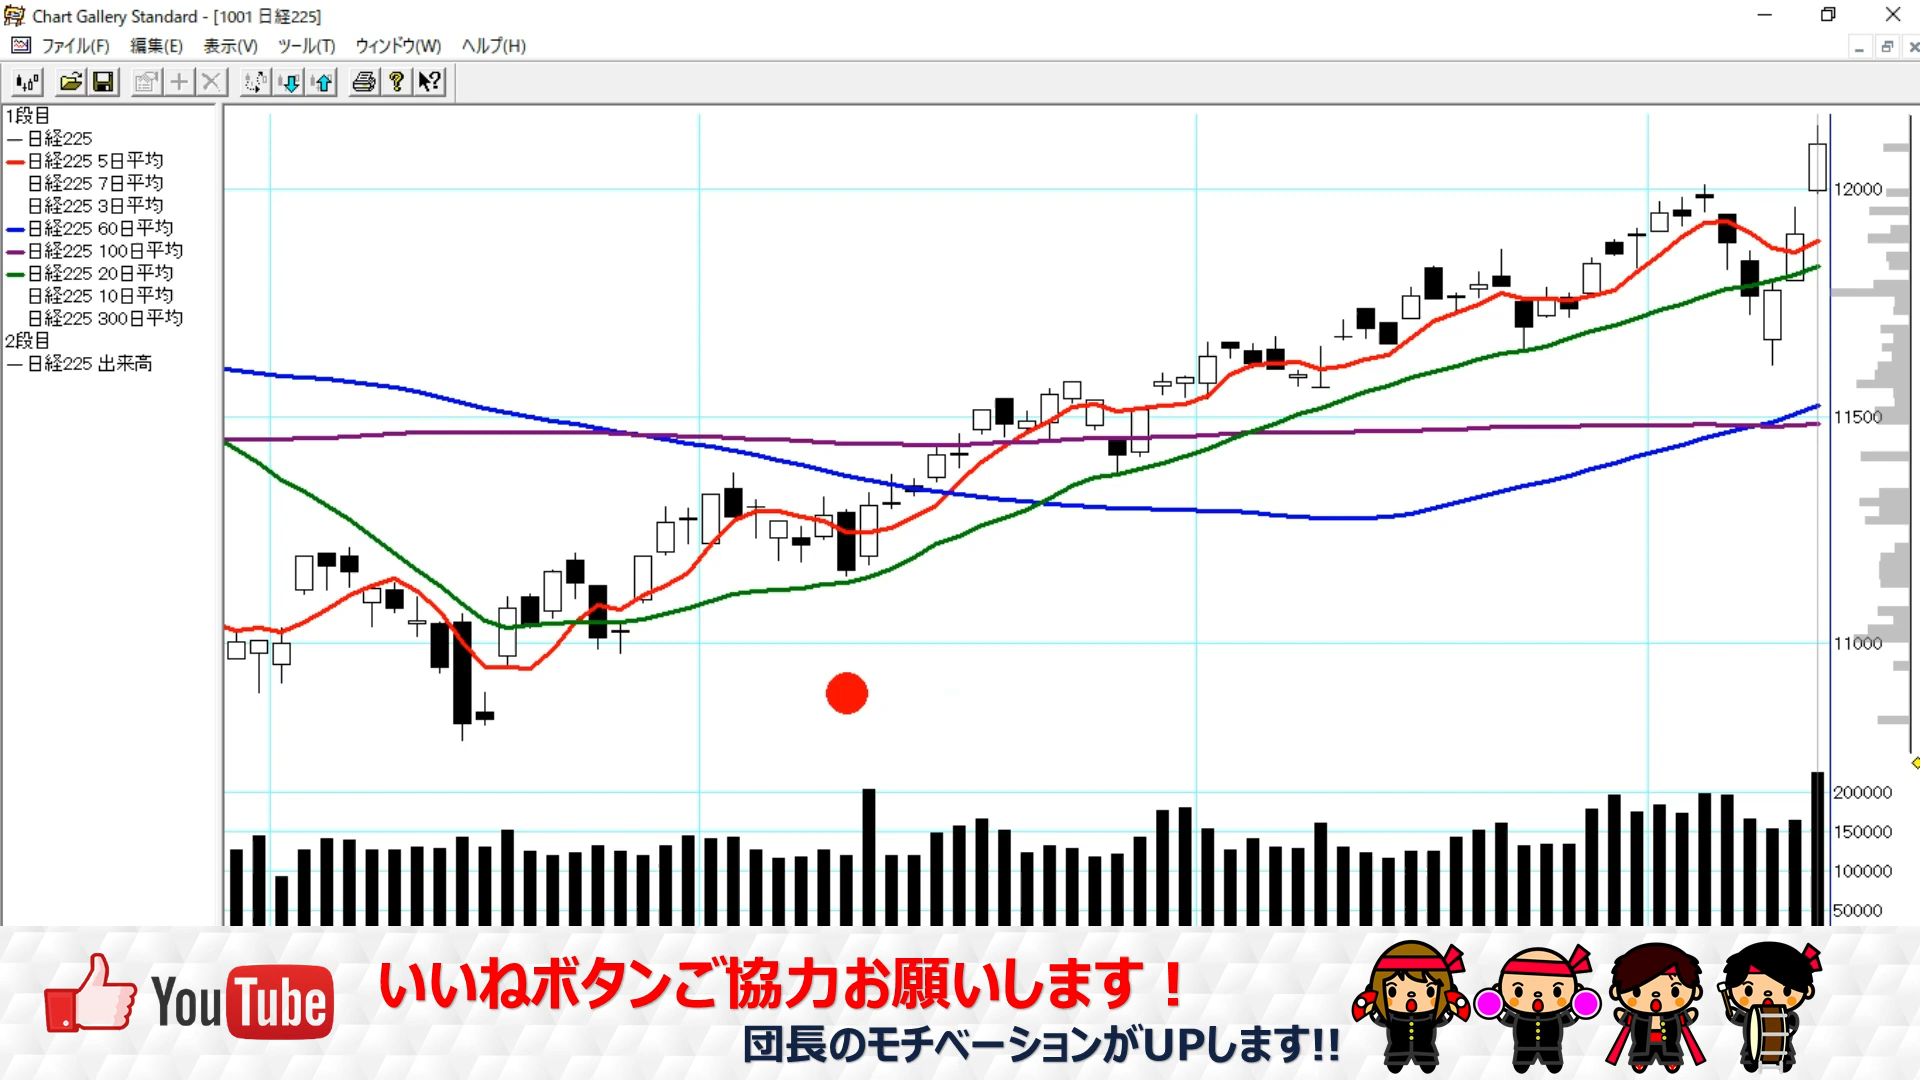 Chart Gallery Standard - [1001 日経225]
ファイル(F) 編集(E) 表示(V) ツール(T) ウィンドウ(W) ヘルプ(H)
1段目
日経225
日経225 5日平均
日経225 7日平均
日経225 3日平均
日経225 60日平均
日経225 100日平均
日経225 20日平均
日経225 10日平均
日経225 300日平均
2段目
日経225 出来高
12000
11500
11000
200000
150000
100000
50000
YouTube
いいねボタンご協力お願いします！
団長のモチベーションがUPします!!